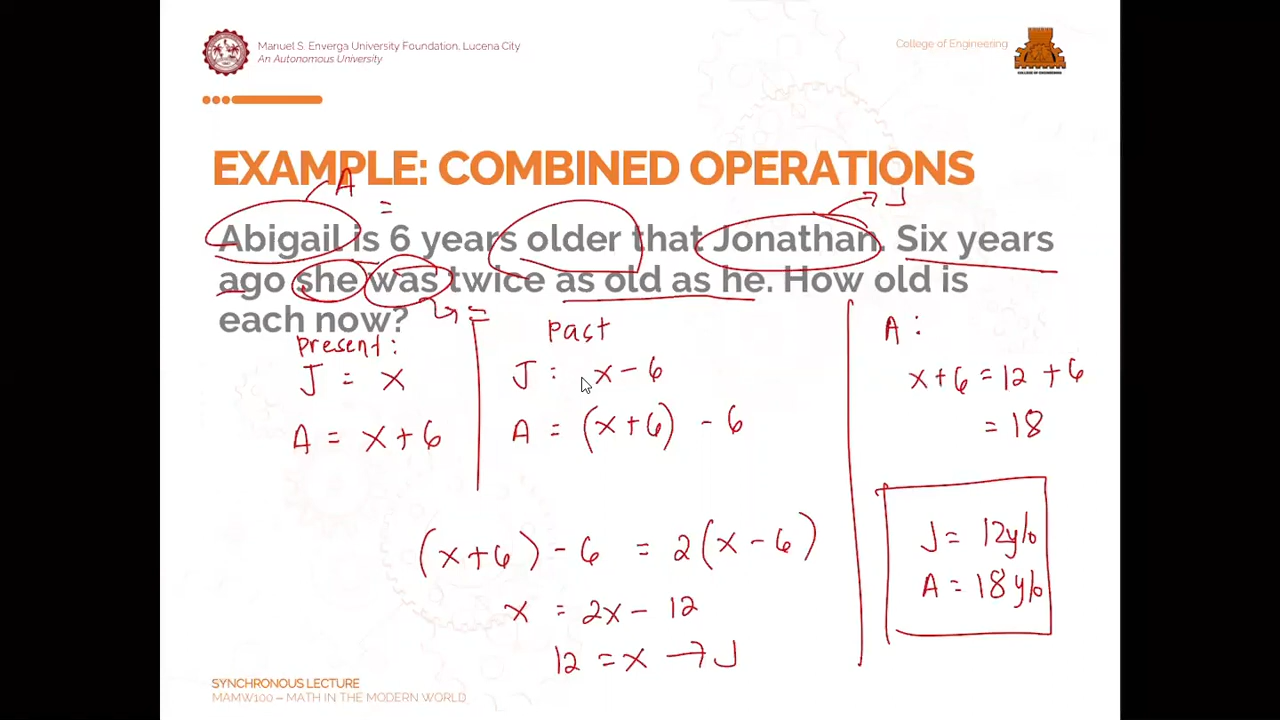 Manuel S. Enverga University Foundation, Lucena City
An Autonomous University
College of Engineering
COLLEGE OF ENGINEERING
EXAMPLE: COMBINED OPERATIONS
A
=
J
Abigail is 6 years older that Jonathan. Six years
ago she was twice as old as he. How old is
each now?
=
present:
J = x
A = x+6
past
J: x-6
A = (x+6) - 6
(x+6) - 6 = 2(x-6)
x = 2x - 12
12 = x → J
A:
x+6 = 12 + 6
= 18
J = 12 y/o
A = 18 y/o
SYNCHRONOUS LECTURE
MAMW100 – MATH IN THE MODERN WORLD